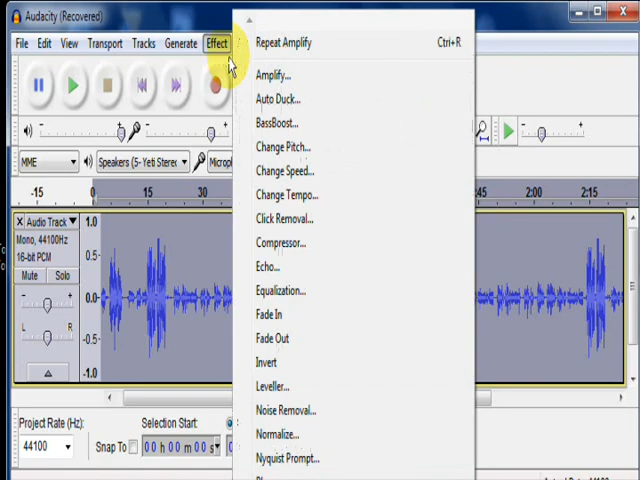 Audacity (Recovered)
File Edit View Transport Tracks Generate Effect
Repeat Amplify Ctrl+R
Amplify...
Auto Duck...
BassBoost...
Change Pitch...
Change Speed...
Change Tempo...
Click Removal...
Compressor...
Echo...
Equalization...
Fade In
Fade Out
Invert
Leveller...
Noise Removal...
Normalize...
Nyquist Prompt...
MME Speakers (5- Yeti Stereo
-15 0 15 30 :45 2:00 2:15
Audio Track 1.0
Mono, 44100Hz
16-bit PCM
0.5-
Mute Solo
- + 0.0-
L R -0.5-
-1.0
Project Rate (Hz): Selection Start:
44100 Snap To 00 h 00 m 00 s